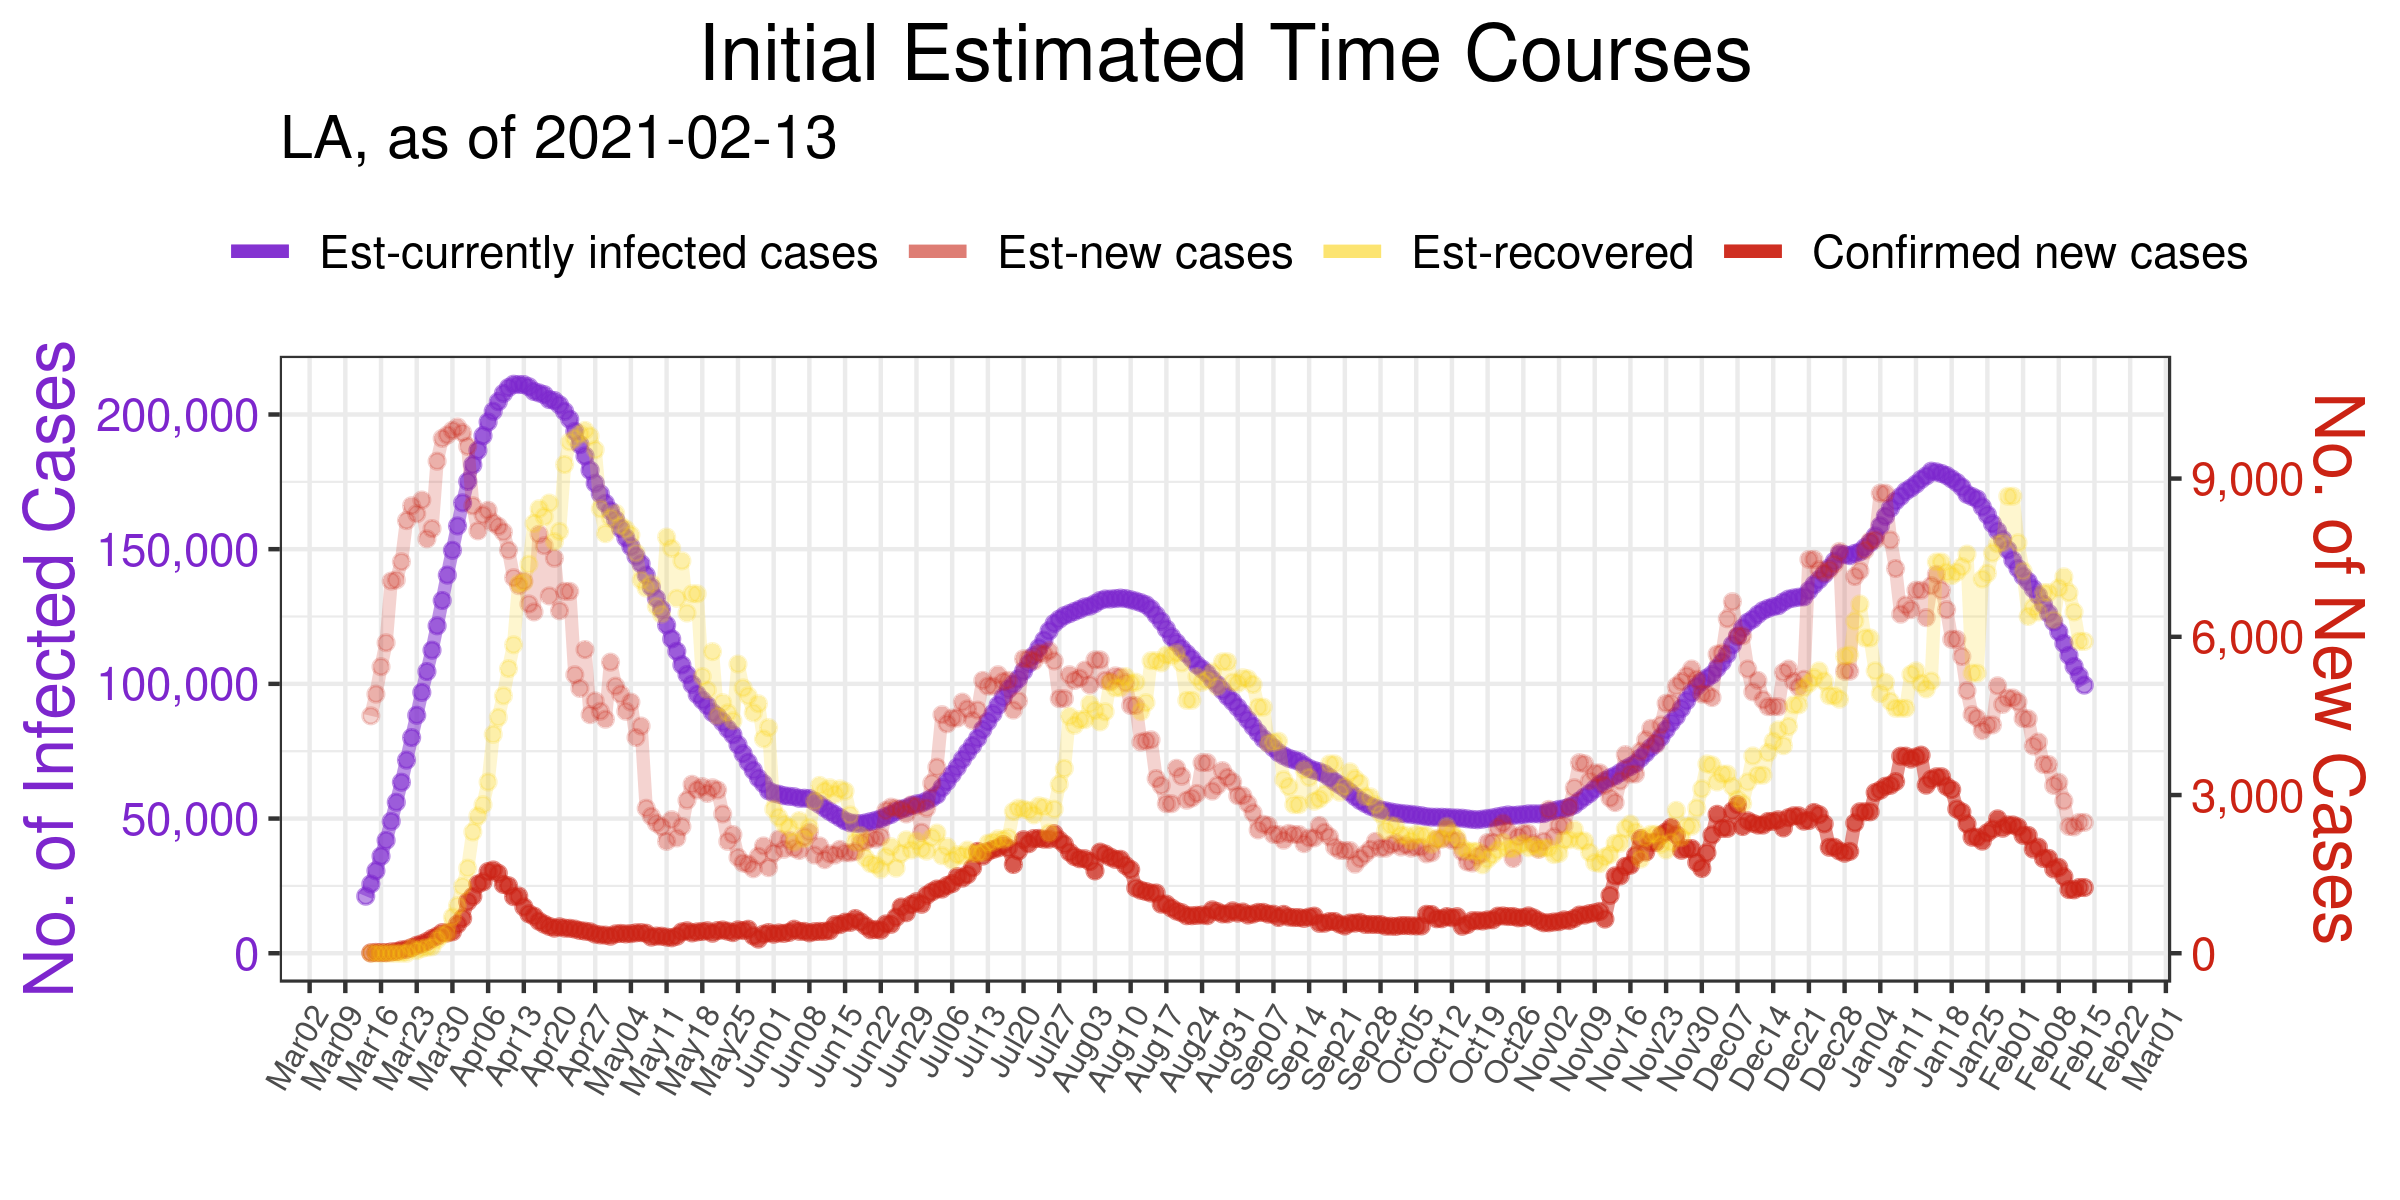 Initial Estimated Time Courses
LA, as of 2021-02-13
Est-currently infected cases
Est-new cases
Est-recovered
Confirmed new cases
No. of Infected Cases
200,000
150,000
100,000
50,000
0
9,000
6,000
3,000
0
No. of New Cases
Mar02
Mar09
Mar16
Mar23
Mar30
Apr06
Apr13
Apr20
Apr27
May04
May11
May18
May25
Jun01
Jun08
Jun15
Jun22
Jun29
Jul06
Jul13
Jul20
Jul27
Aug03
Aug10
Aug17
Aug24
Aug31
Sep07
Sep14
Sep21
Sep28
Oct05
Oct12
Oct19
Oct26
Nov02
Nov09
Nov16
Nov23
Nov30
Dec07
Dec14
Dec21
Dec28
Jan04
Jan11
Jan18
Jan25
Feb01
Feb08
Feb15
Feb22
Mar01